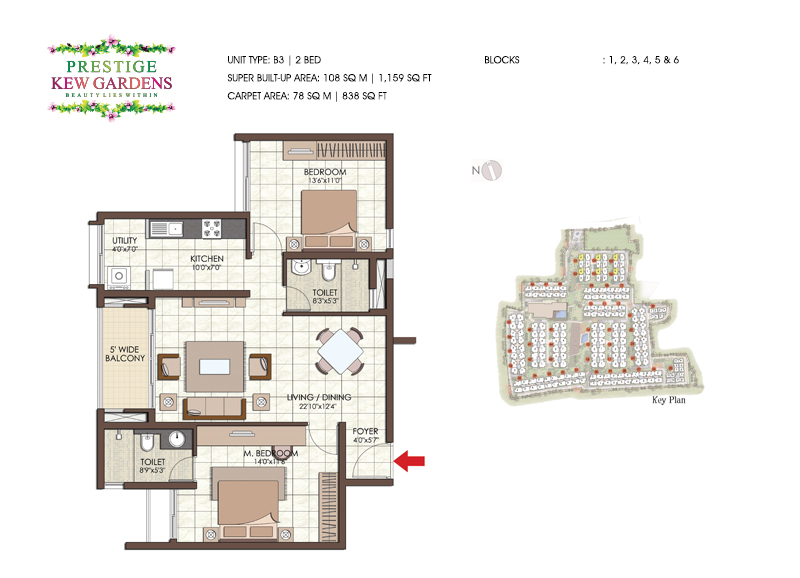 PRESTIGE
KEW GARDENS
BEAUTY LIES WITHIN
UNIT TYPE: B3 | 2 BED
SUPER BUILT-UP AREA: 108 SQ M | 1,159 SQ FT
CARPET AREA: 78 SQ M | 838 SQ FT
BLOCKS : 1, 2, 3, 4, 5 & 6
N
BEDROOM
13'6"x11'0"
UTILITY
4'0"x7'0"
KITCHEN
10'0"x7'0"
TOILET
8'3"x5'3"
5' WIDE
BALCONY
LIVING / DINING
22'10"x12'4"
FOYER
4'0"x5'7"
M. BEDROOM
14'0"x11'6"
TOILET
8'9"x5'3"
Key Plan